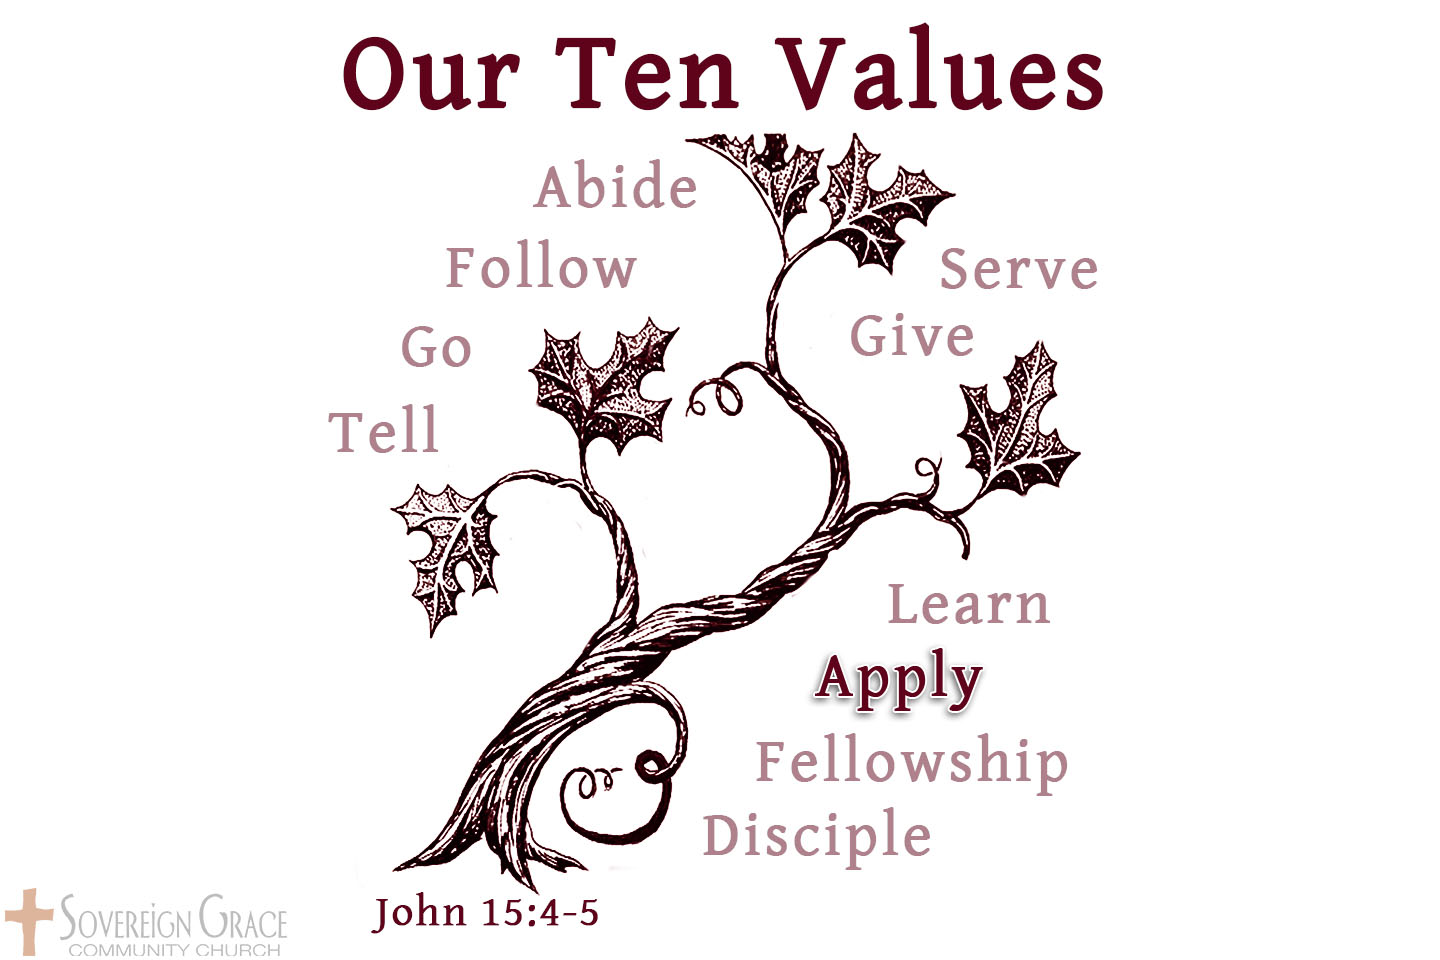 Our Ten Values
Abide
Follow
Go
Tell
Serve
Give
Learn
Apply
Fellowship
Disciple
John 15:4-5
SOVEREIGN GRACE
COMMUNITY CHURCH